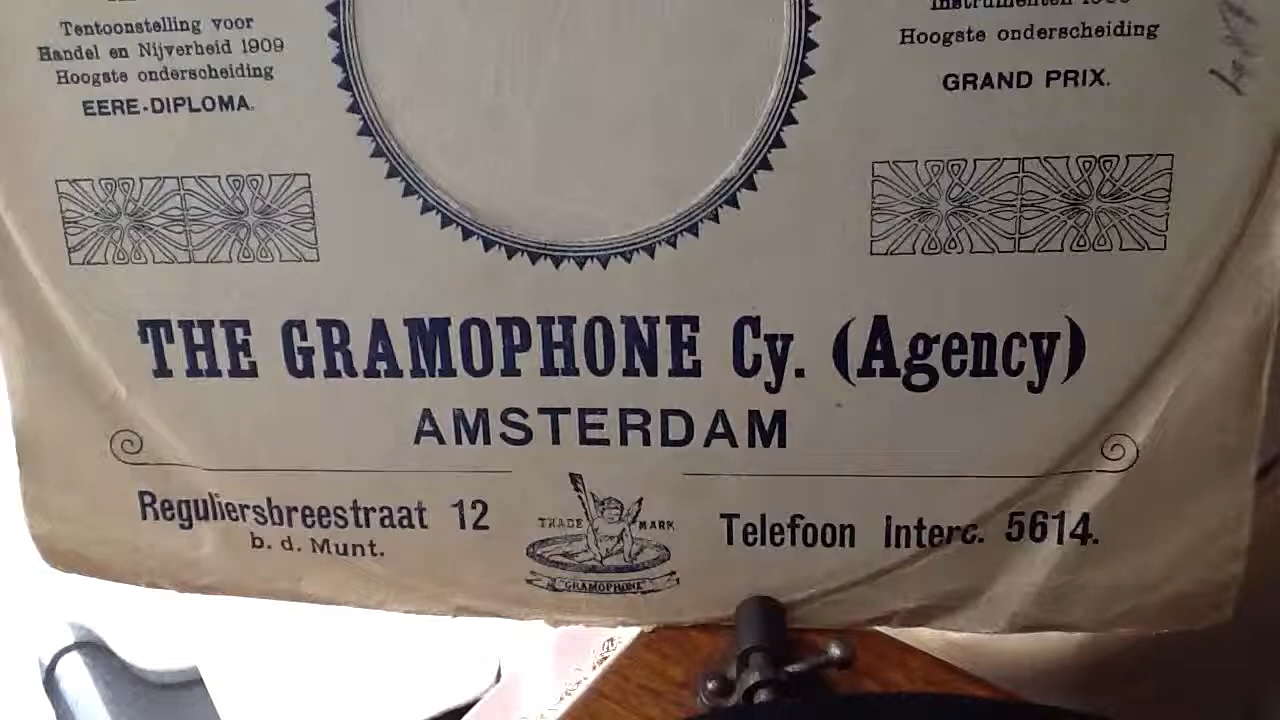 Tentoonstelling voor
Handel en Nijverheid 1909
Hoogste onderscheiding
EERE-DIPLOMA.
Hoogste onderscheiding
GRAND PRIX.
THE GRAMOPHONE Cy. (Agency)
AMSTERDAM
Reguliersbreestraat 12
b. d. Munt.
TRADE MARK
"GRAMOPHONE"
Telefoon Interc. 5614.